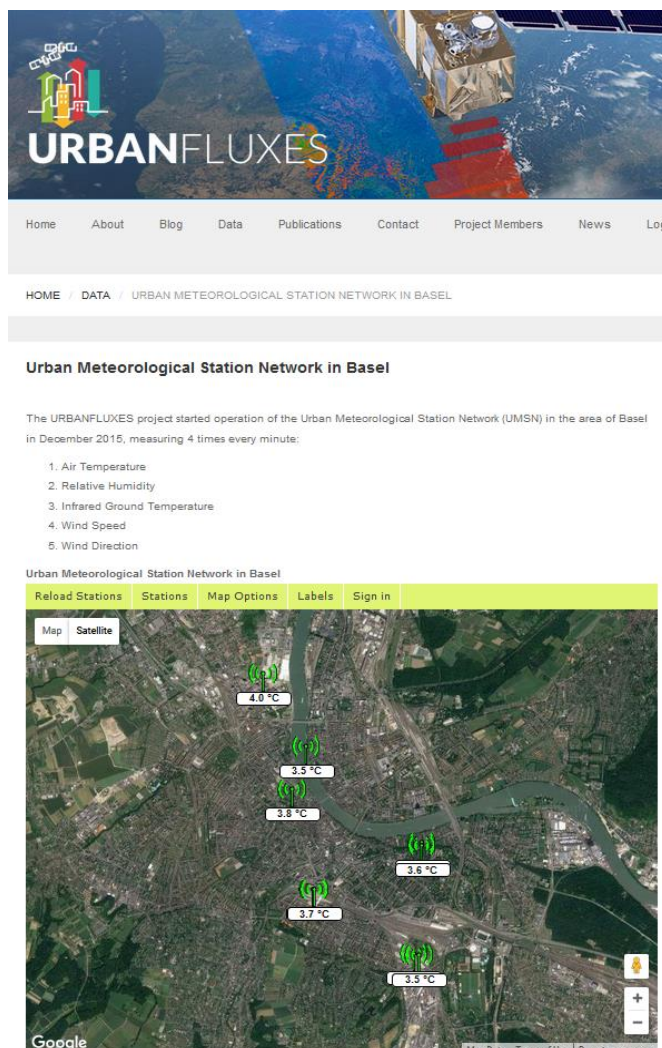 URBANFLUXES
Home About Blog Data Publications Contact Project Members News
HOME / DATA / URBAN METEOROLOGICAL STATION NETWORK IN BASEL
Urban Meteorological Station Network in Basel
The URBANFLUXES project started operation of the Urban Meteorological Station Network (UMSN) in the area of Basel
in December 2015, measuring 4 times every minute:
1. Air Temperature
2. Relative Humidity
3. Infrared Ground Temperature
4. Wind Speed
5. Wind Direction
Urban Meteorological Station Network in Basel
Reload Stations Stations Map Options Labels Sign in
Map Satellite
4.0 °C
3.5 °C
3.8 °C
3.6 °C
3.7 °C
3.5 °C
+
−
Google